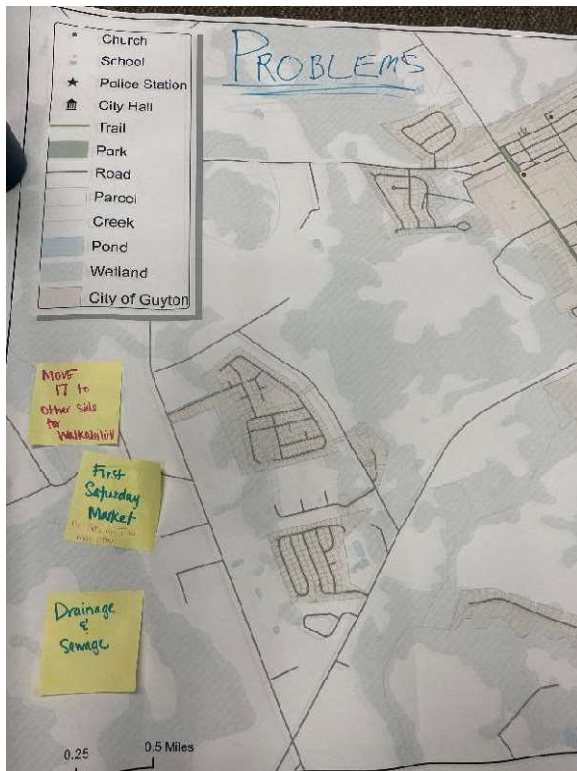 PROBLEMS
Church
School
Police Station
City Hall
Trail
Park
Road
Parcel
Creek
Pond
Wetland
City of Guyton
MOVE
17 to
other side
for
Walkability
First
Saturday
Market
Drainage
&
Sewage
0.25
0.5 Miles